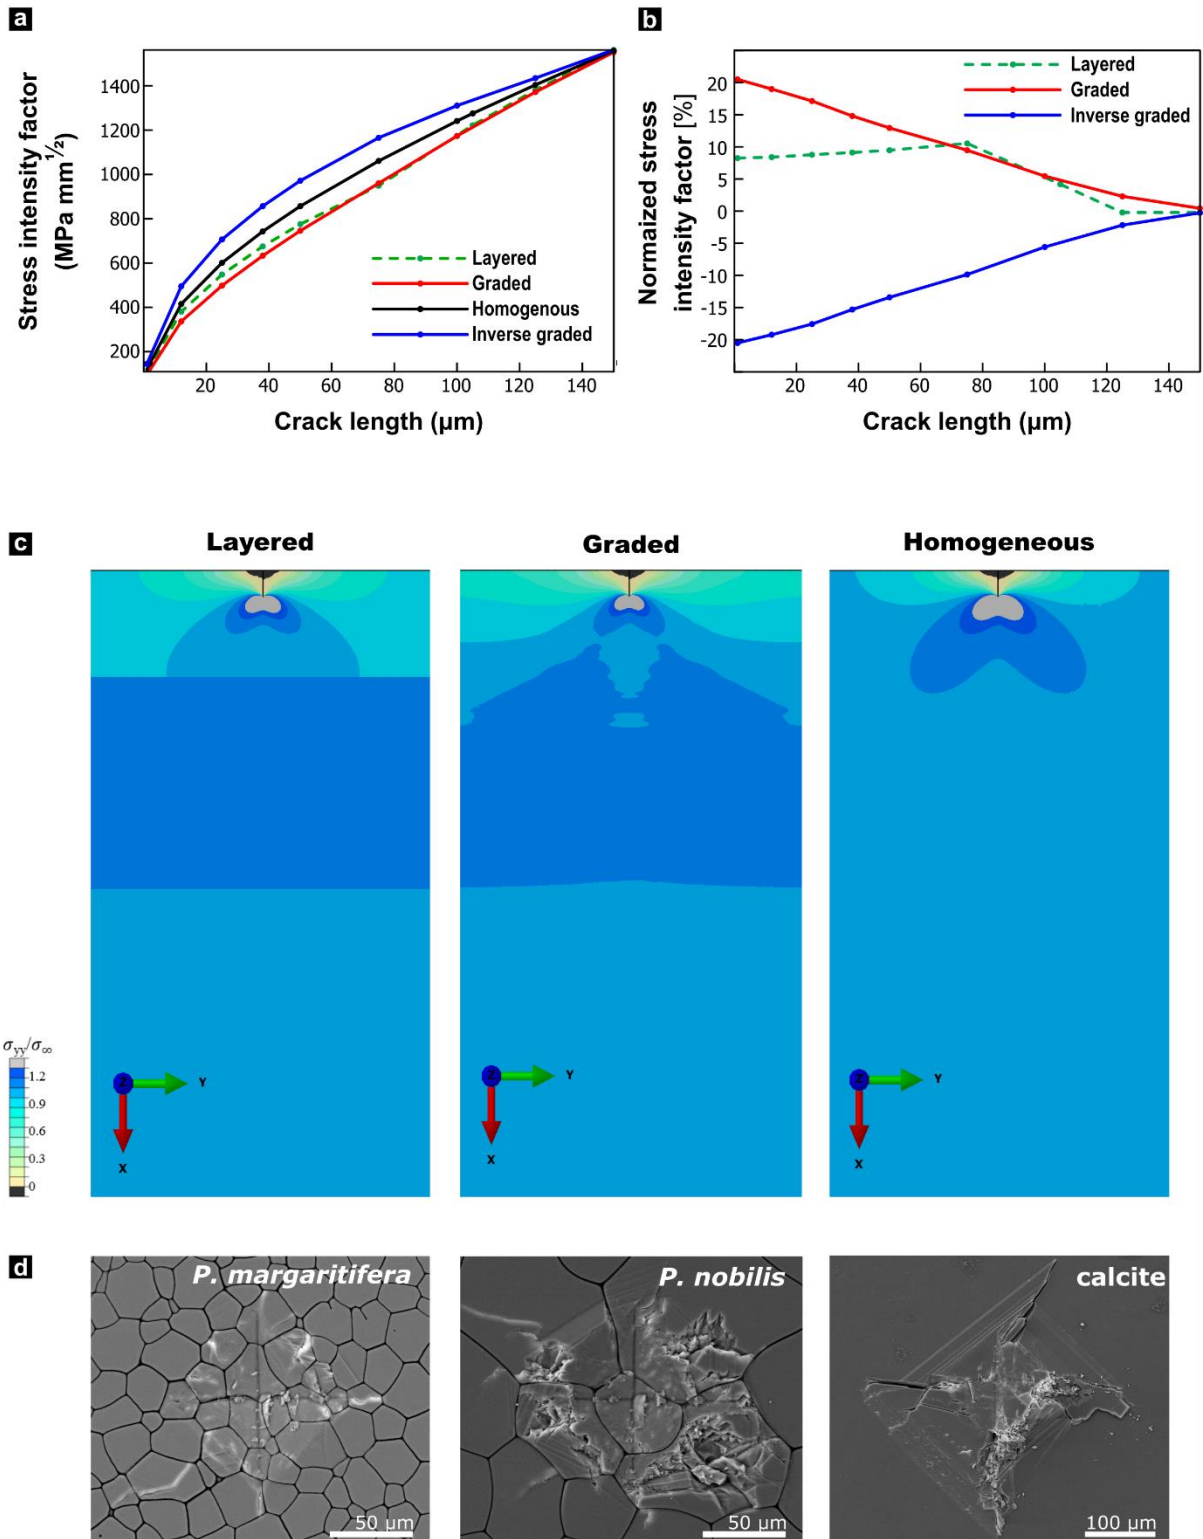 a
Stress intensity factor
(MPa mm½)
1400
1200
1000
800
600
400
200
20 40 60 80 100 120 140
Crack length (µm)
Layered
Graded
Homogenous
Inverse graded
b
Normaized stress
intensity factor [%]
20
15
10
5
0
-5
-10
-15
-20
20 40 60 80 100 120 140
Crack length (µm)
Layered
Graded
Inverse graded
c
Layered
Graded
Homogeneous
σyy/σ∞
1.2
0.9
0.6
0.3
0
Z Y
X
Z Y
X
Z Y
X
d
P. margaritifera
50 µm
P. nobilis
50 µm
calcite
100 µm